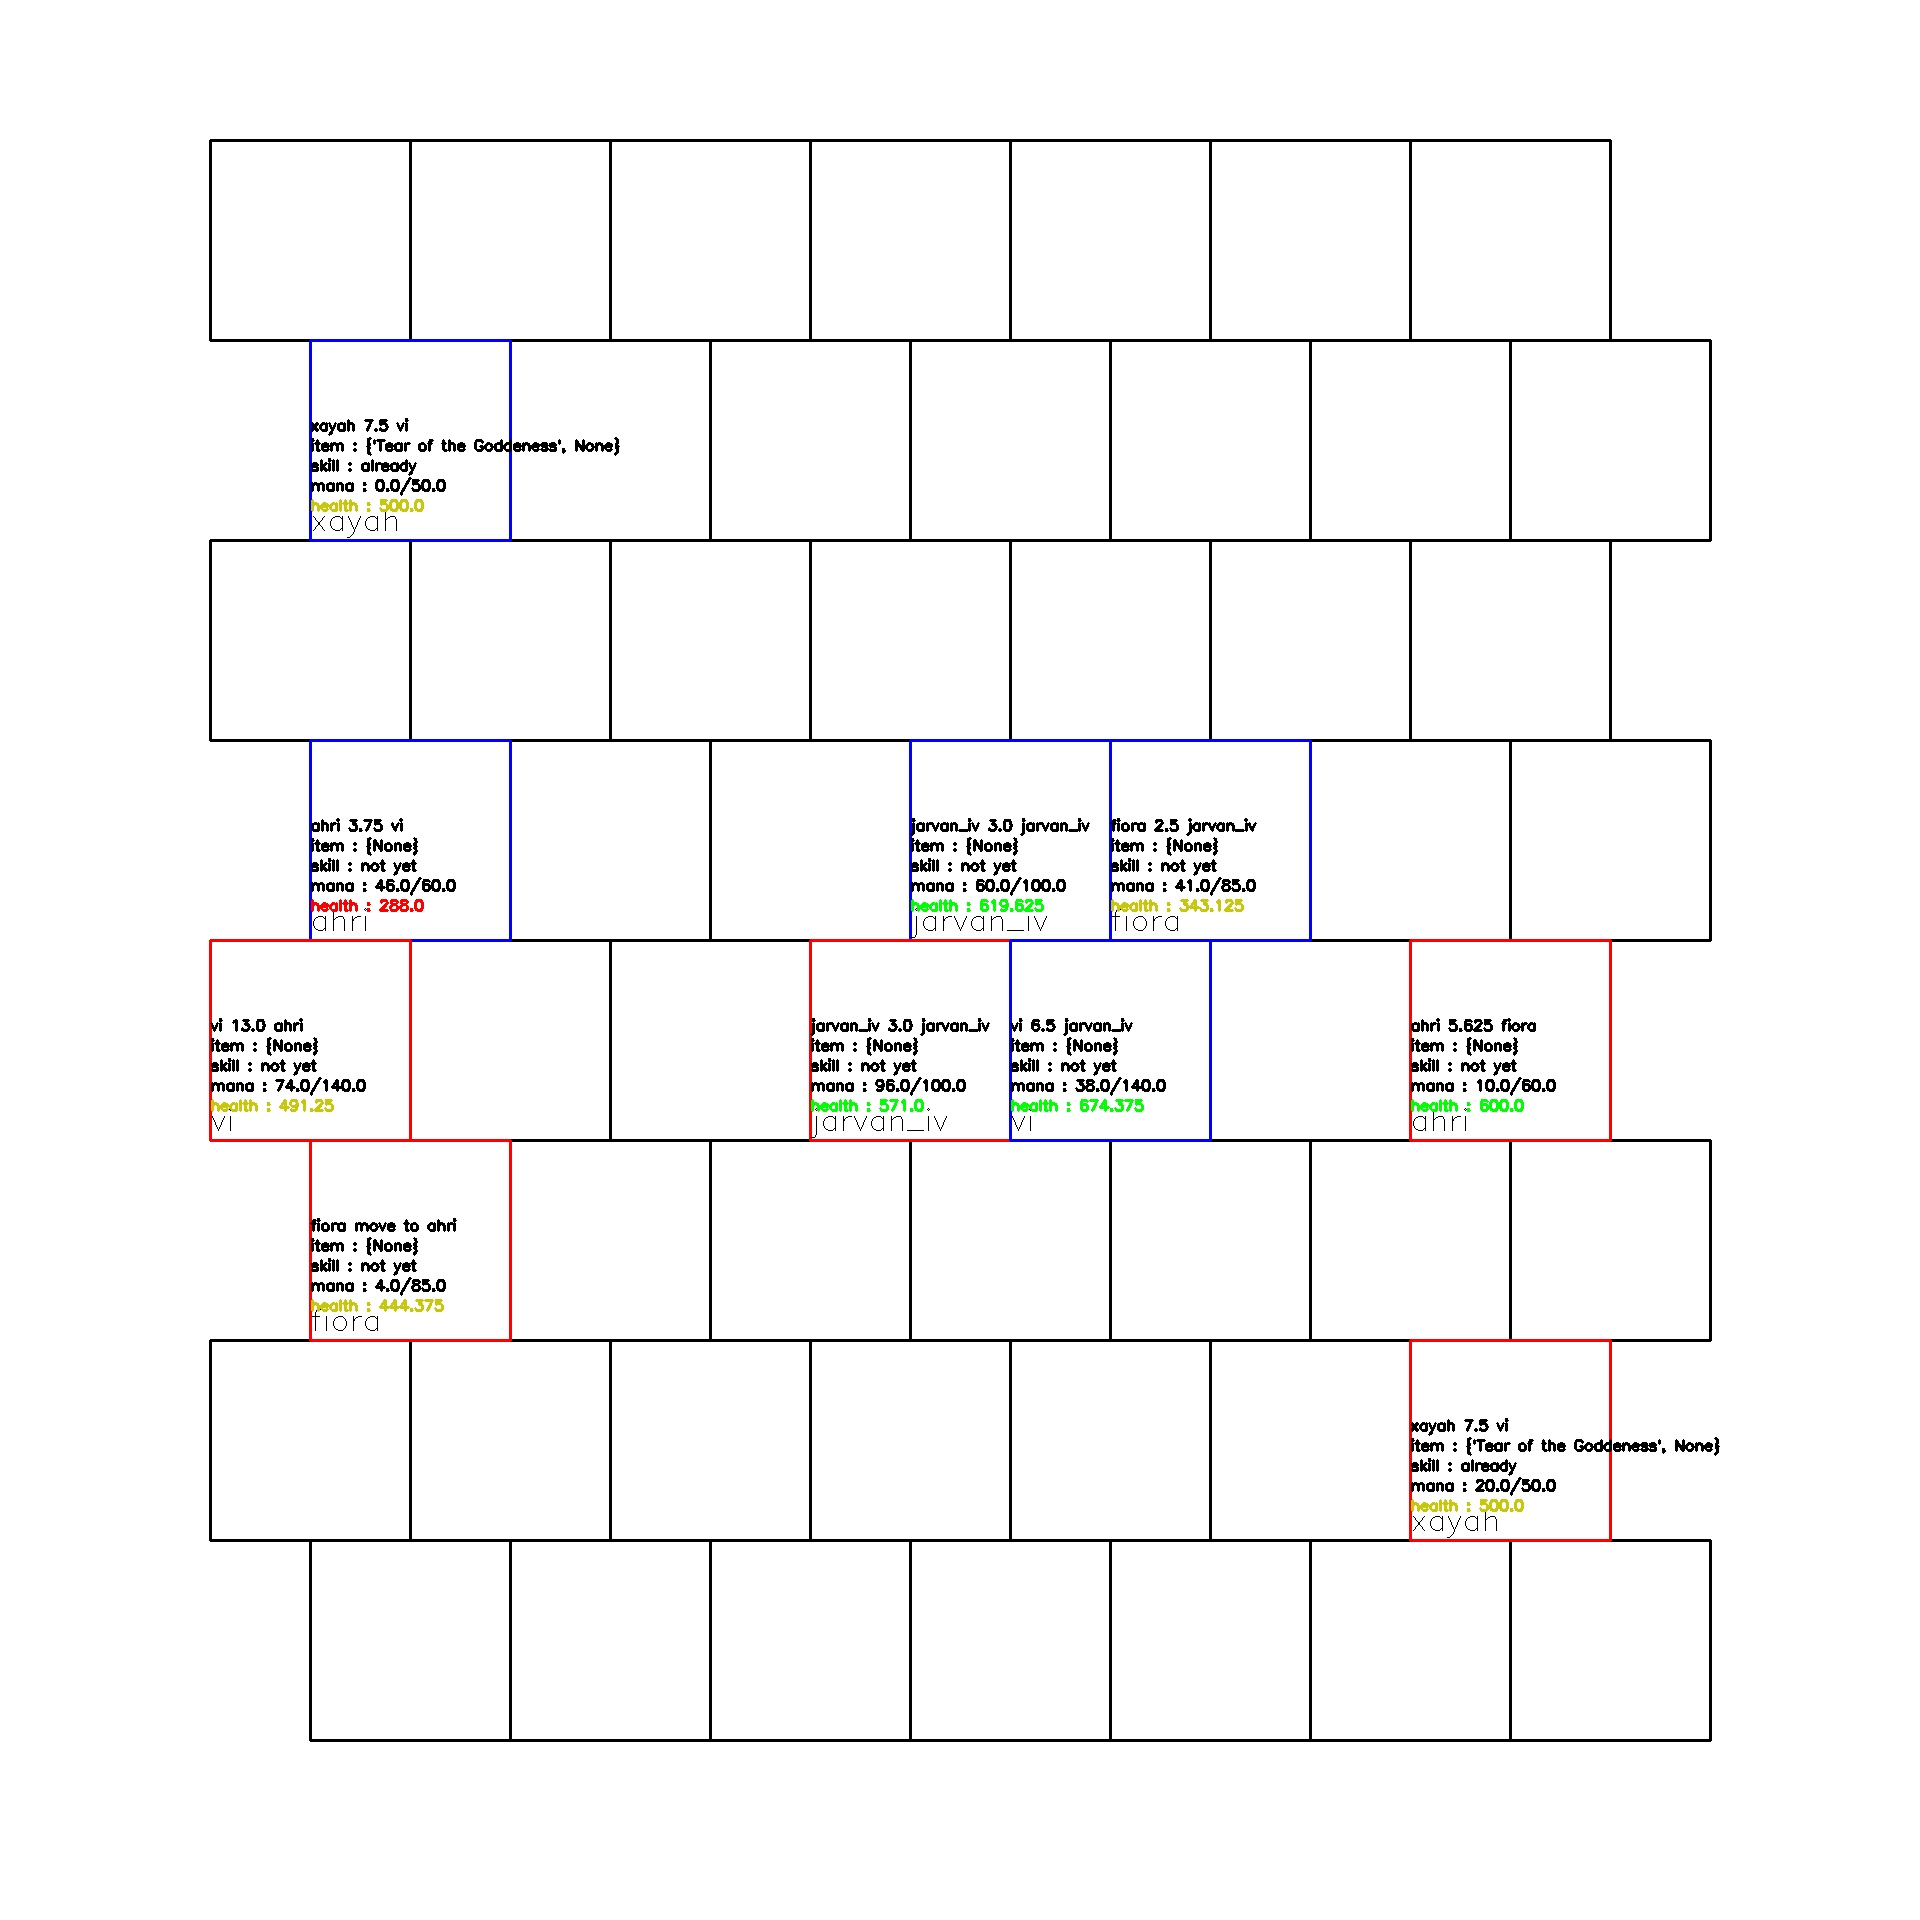 xayah 7.5 vi
item : {'Tear of the Goddeness', None}
skill : already
mana : 0.0/50.0
health : 500.0
xayah
ahri 3.75 vi
item : {None}
skill : not yet
mana : 46.0/60.0
health : 288.0
ahri
jarvan_iv 3.0 jarvan_iv
item : {None}
skill : not yet
mana : 60.0/100.0
health : 619.625
jarvan_iv
fiora 2.5 jarvan_iv
item : {None}
skill : not yet
mana : 41.0/85.0
health : 343.125
fiora
vi 13.0 ahri
item : {None}
skill : not yet
mana : 74.0/140.0
health : 491.25
vi
jarvan_iv 3.0 jarvan_iv
item : {None}
skill : not yet
mana : 96.0/100.0
health : 571.0
jarvan_iv
vi 6.5 jarvan_iv
item : {None}
skill : not yet
mana : 38.0/140.0
health : 674.375
vi
ahri 5.625 fiora
item : {None}
skill : not yet
mana : 10.0/60.0
health : 600.0
ahri
fiora move to ahri
item : {None}
skill : not yet
mana : 4.0/85.0
health : 444.375
fiora
xayah 7.5 vi
item : {'Tear of the Goddeness', None}
skill : already
mana : 20.0/50.0
health : 500.0
xayah